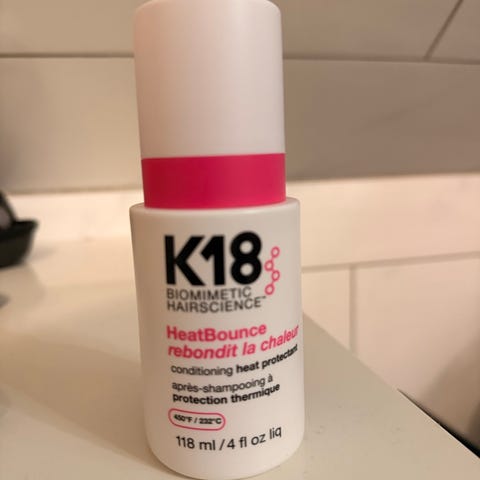 K18
BIOMIMETIC
HAIRSCIENCE™
HeatBounce
rebondit la chaleur
conditioning heat protectant
après-shampooing à
protection thermique
450°F / 232°C
118 ml / 4 fl oz liq